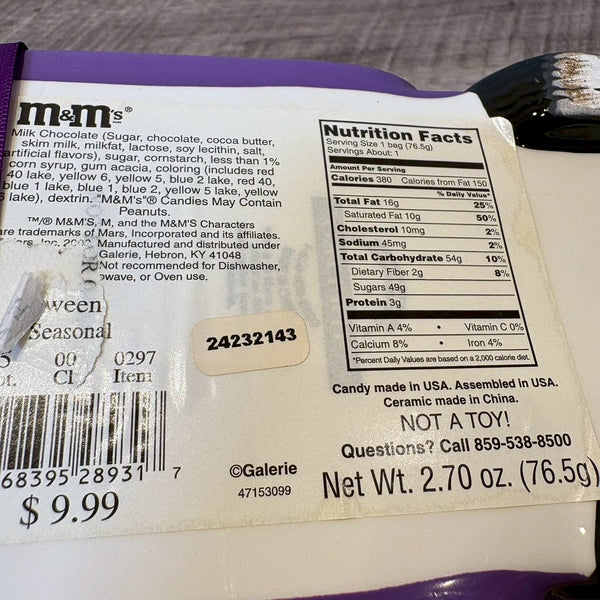 m&m's®
Milk Chocolate (Sugar, chocolate, cocoa butter,
skim milk, milkfat, lactose, soy lecithin, salt,
artificial flavors), sugar, cornstarch, less than 1%
corn syrup, gum acacia, coloring (includes red
40 lake, yellow 6, yellow 5, blue 2 lake, red 40,
blue 1 lake, blue 1, blue 2, yellow 5 lake, yellow
6 lake), dextrin. "M&M's"® Candies May Contain
Peanuts.
™/® M&M'S, M, and the M&M'S Characters
are trademarks of Mars, Incorporated and its affiliates.
Inc. Manufactured and distributed under
Galerie, Hebron, KY 41048
Not recommended for Dishwasher,
owave, or Oven use.
ween
Seasonal
5 00 0297
Cl Item
68395 28931 7
$ 9.99
24232143
©Galerie
47153099
Nutrition Facts
Serving Size 1 bag (76.5g)
Servings About: 1
Amount Per Serving
Calories 380 Calories from Fat 150
% Daily Value*
Total Fat 16g 25%
Saturated Fat 10g 50%
Cholesterol 10mg 2%
Sodium 45mg 2%
Total Carbohydrate 54g 10%
Dietary Fiber 2g 8%
Sugars 49g
Protein 3g
Vitamin A 4% • Vitamin C 0%
Calcium 8% • Iron 4%
*Percent Daily Values are based on a 2,000 calorie diet.
Candy made in USA. Assembled in USA.
Ceramic made in China.
NOT A TOY!
Questions? Call 859-538-8500
Net Wt. 2.70 oz. (76.5g)